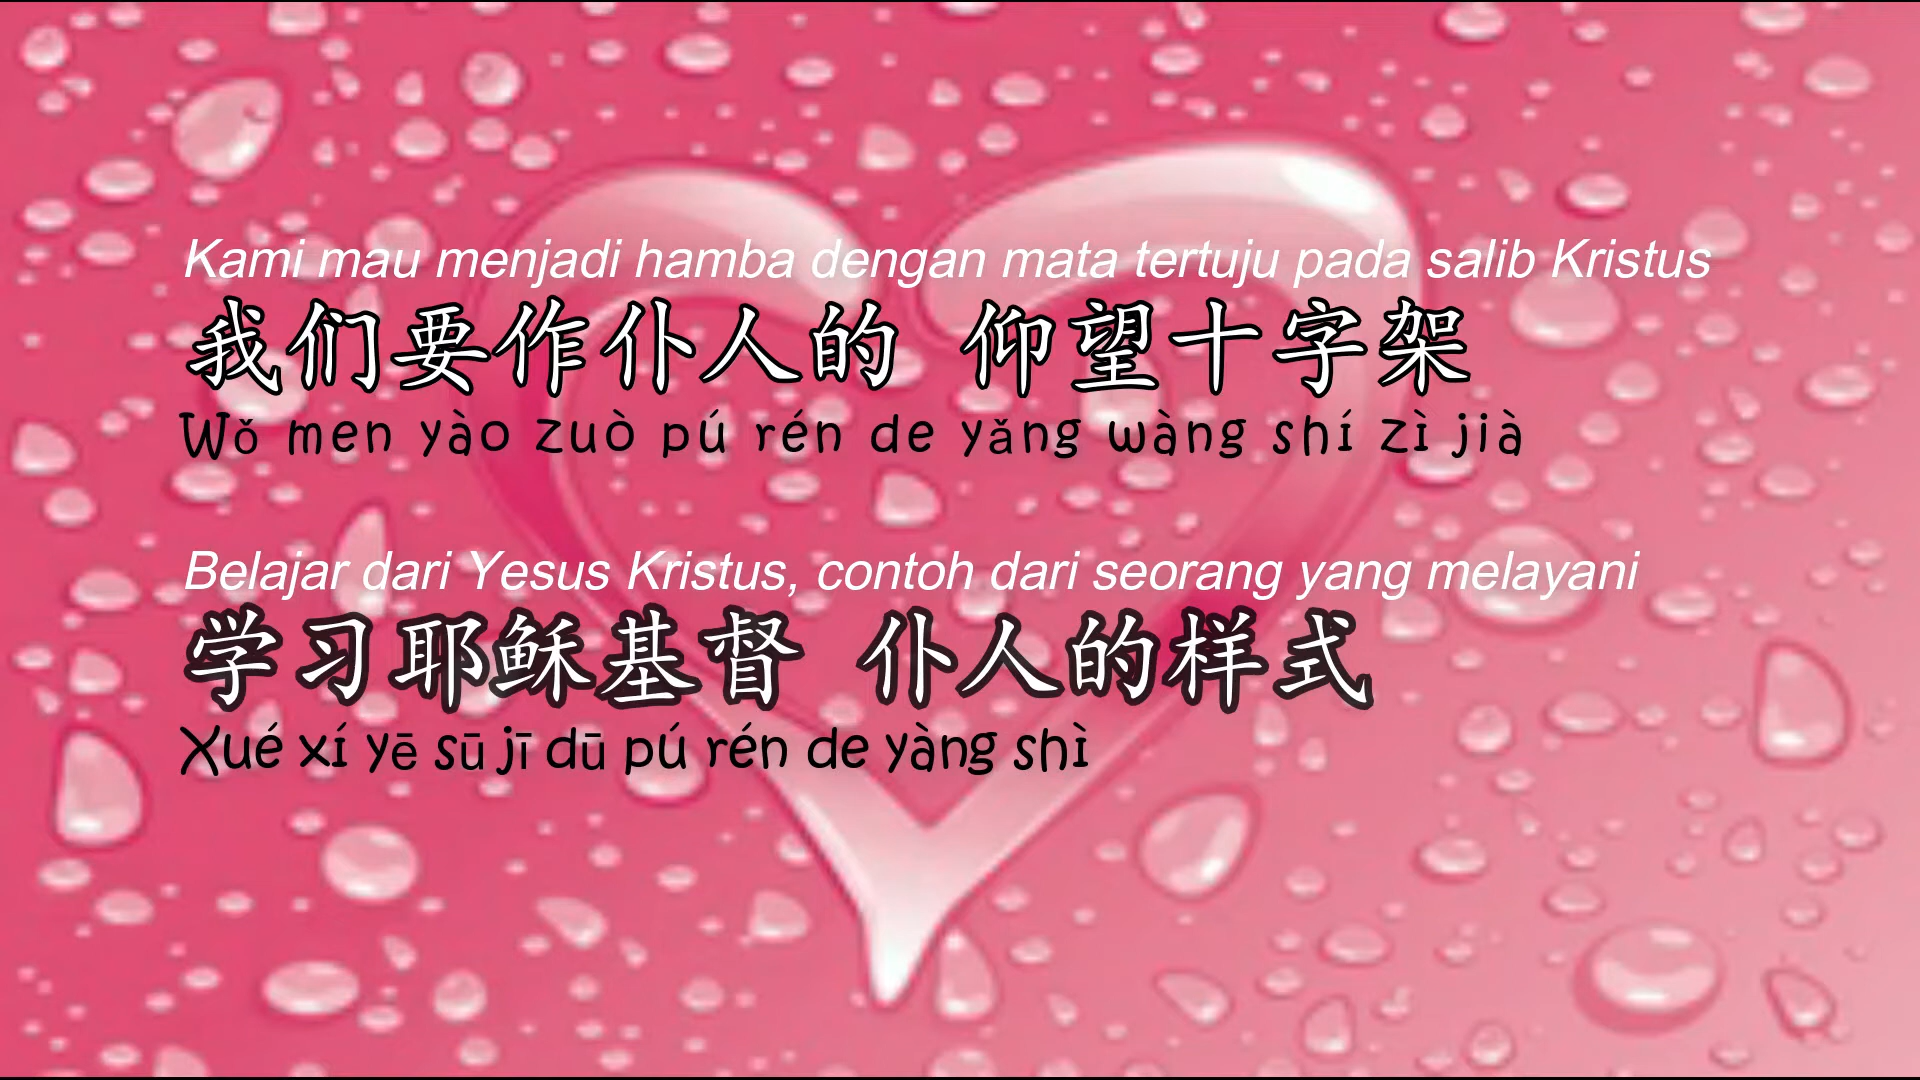 Kami mau menjadi hamba dengan mata tertuju pada salib Kristus
我们要作仆人的 仰望十字架
Wǒ men yào zuò pú rén de yǎng wàng shí zì jià
Belajar dari Yesus Kristus, contoh dari seorang yang melayani
学习耶稣基督 仆人的样式
Xué xí yē sū jī dū pú rén de yàng shì